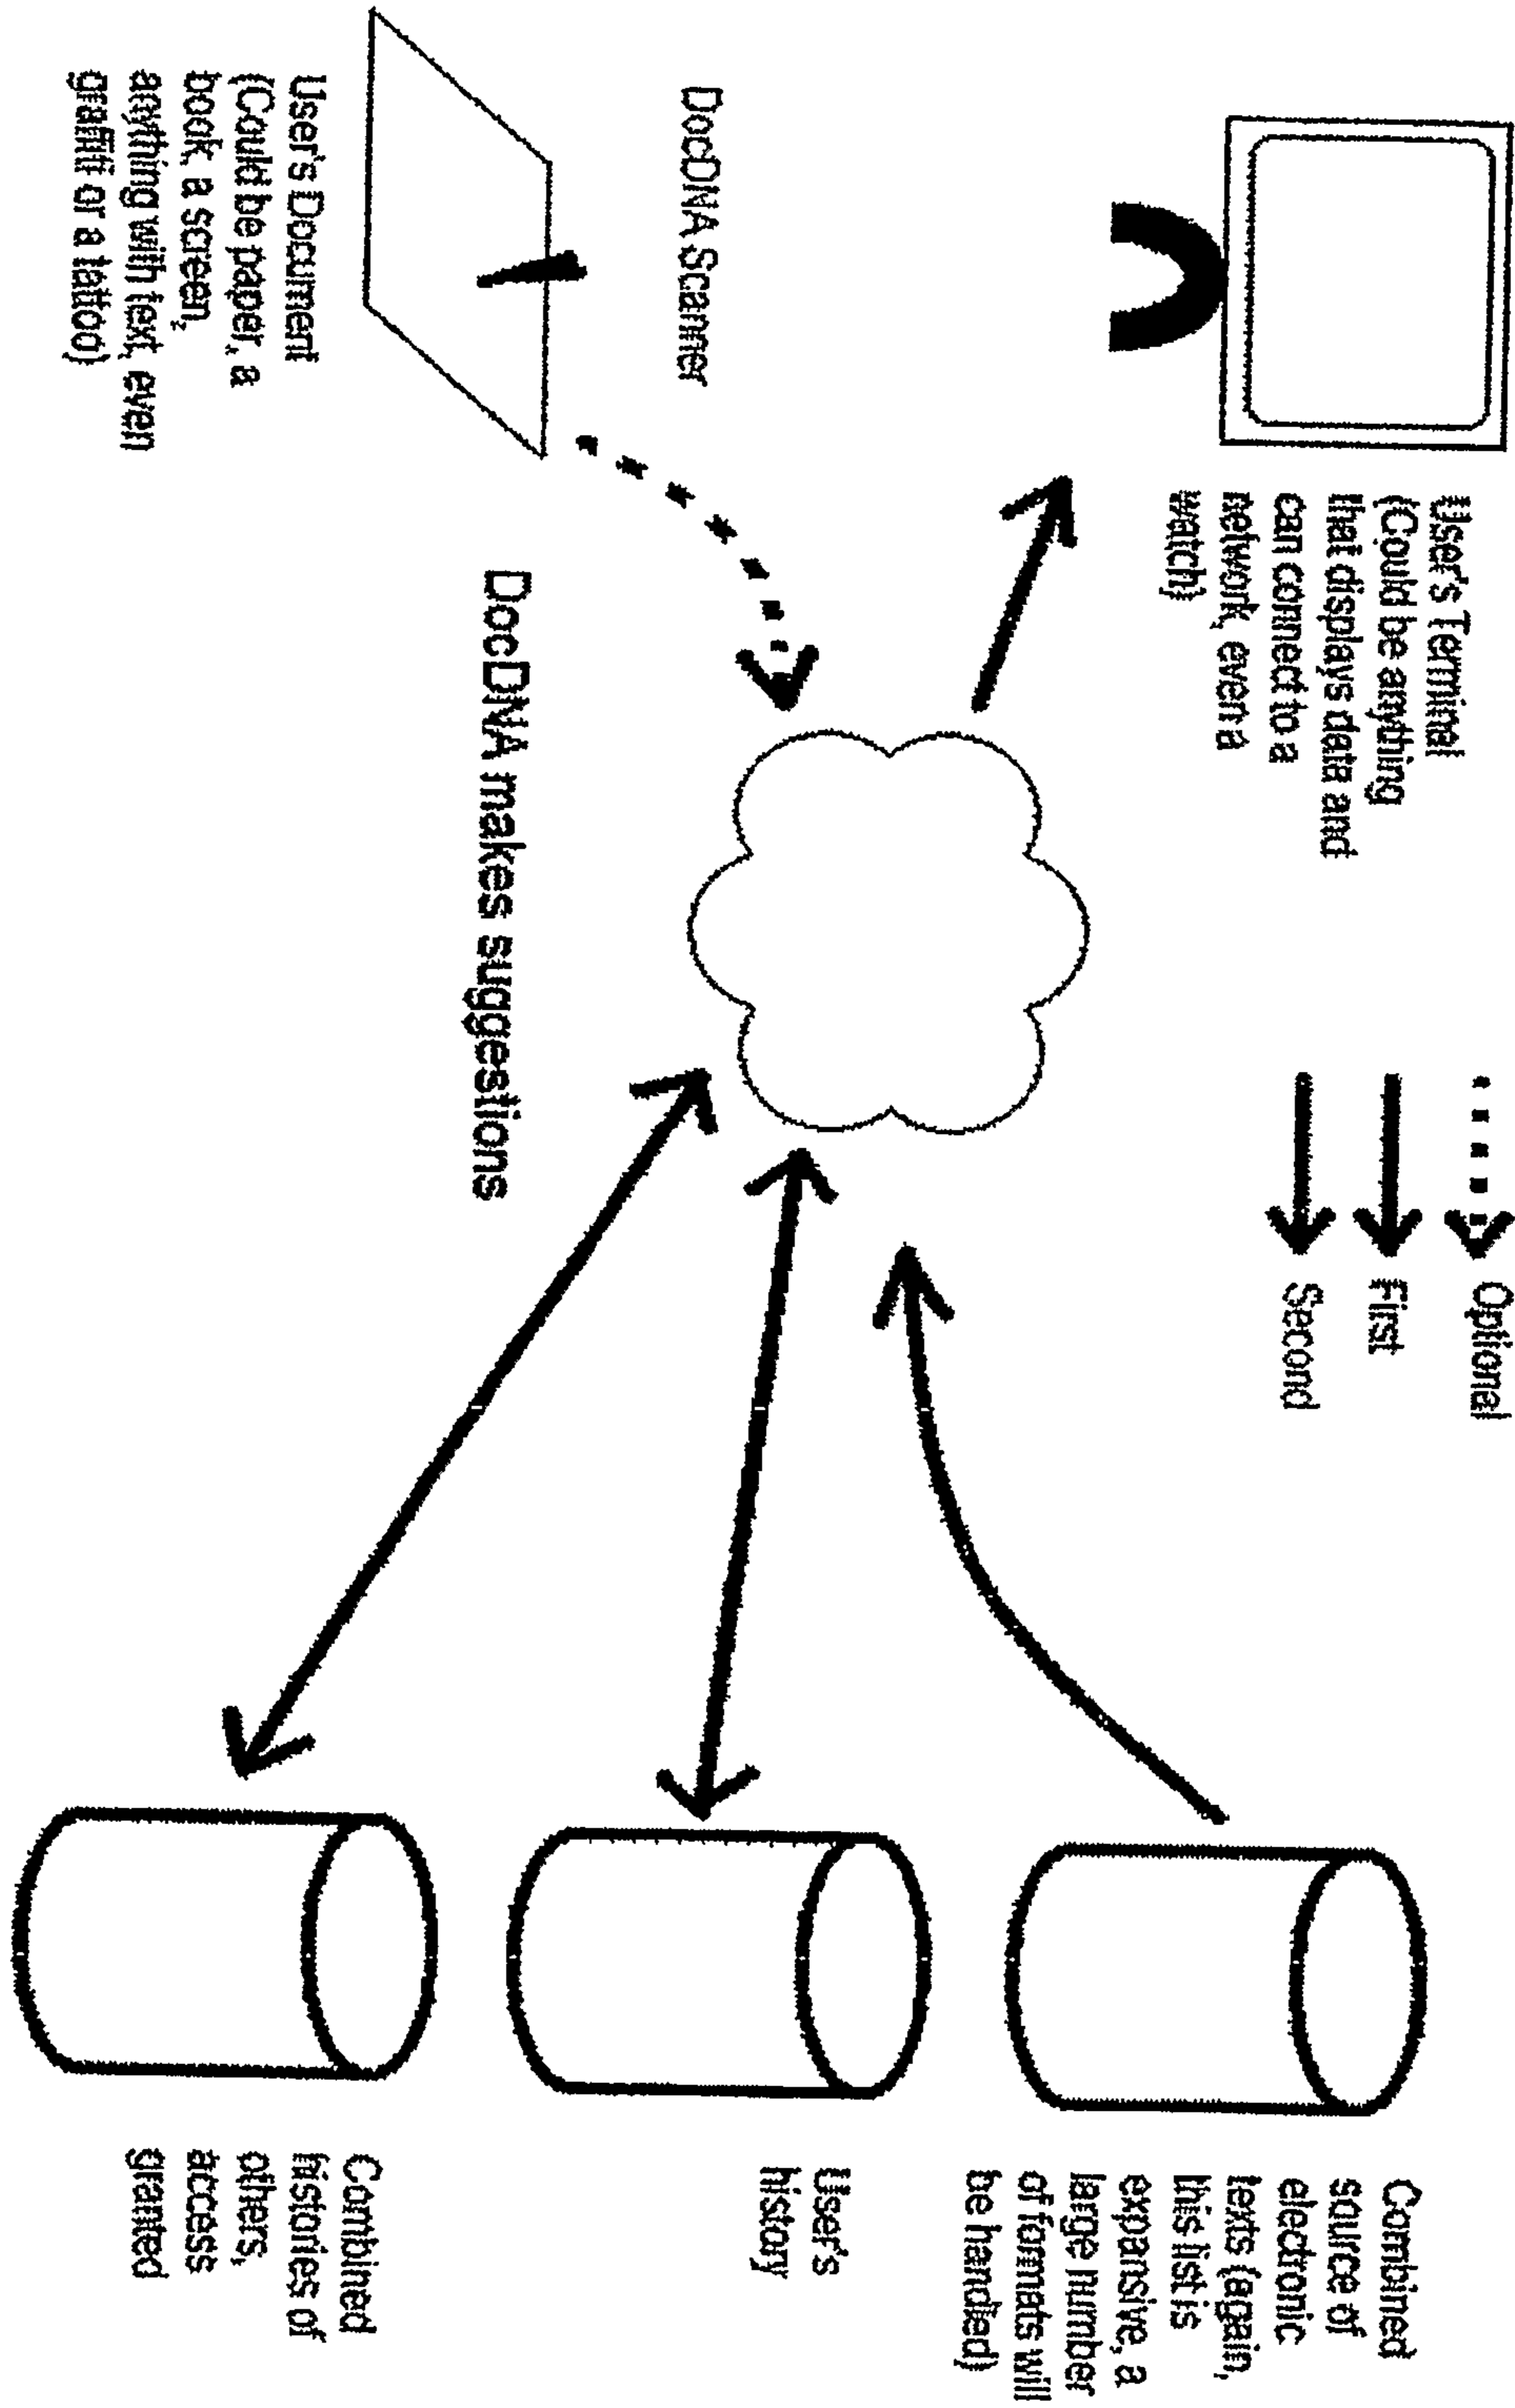 User's Terminal
(Could be anything
that displays data and
can connect to a
network, even a
watch)
Optional
First
Second
Combined
source of
electronic
texts (again,
this list is
expansive, a
large number
of formats will
be handled)
DocDNA Scanner
User's
history
User's Document
(Could be paper, a
book, a screen,
anything with text, even
graffiti or a tattoo)
DocDNA makes suggestions
Combined
histories of
others,
access
granted